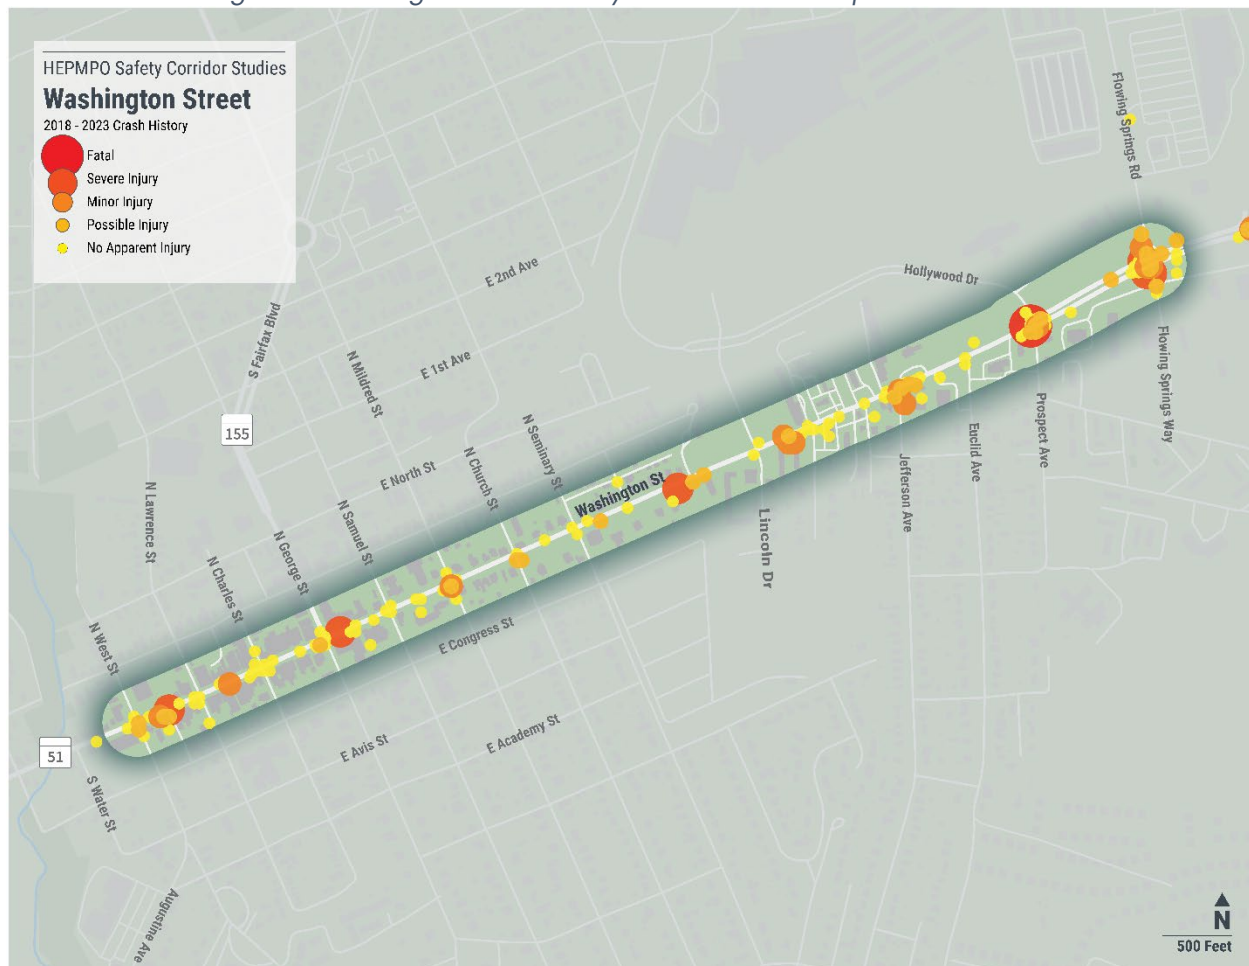 HEPMPO Safety Corridor Studies
Washington Street
2018 - 2023 Crash History
Fatal
Severe Injury
Minor Injury
Possible Injury
No Apparent Injury
Flowing Springs Rd
E 2nd Ave
Hollywood Dr
S Fairfax Blvd
N Mildred St
E 1st Ave
Flowing Springs Way
155
Prospect Ave
N Seminary St
Euclid Ave
N Church St
E North St
Jefferson Ave
Washington St
N Lawrence St
N Samuel St
Lincoln Dr
N George St
N Charles St
N West St
E Congress St
E Avis St
E Academy St
51
S Water St
Augustine Ave
N
500 Feet